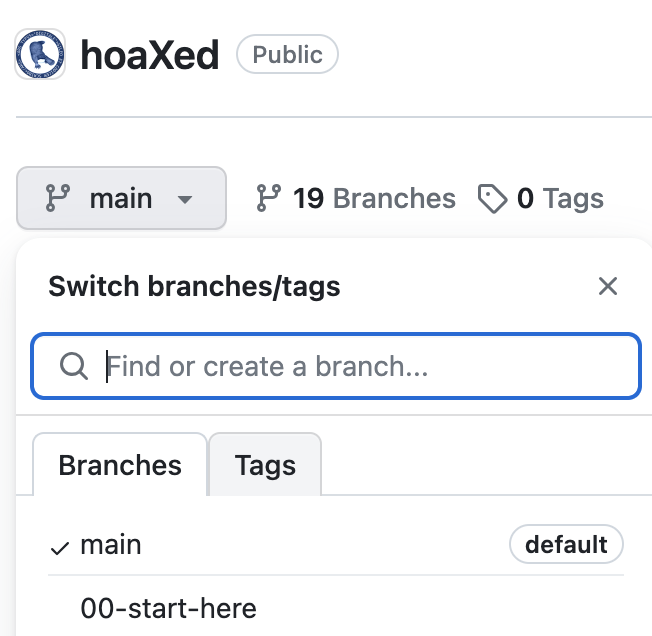 hoaXed Public
main 19 Branches 0 Tags
Switch branches/tags
Find or create a branch...
Branches Tags
main default
00-start-here